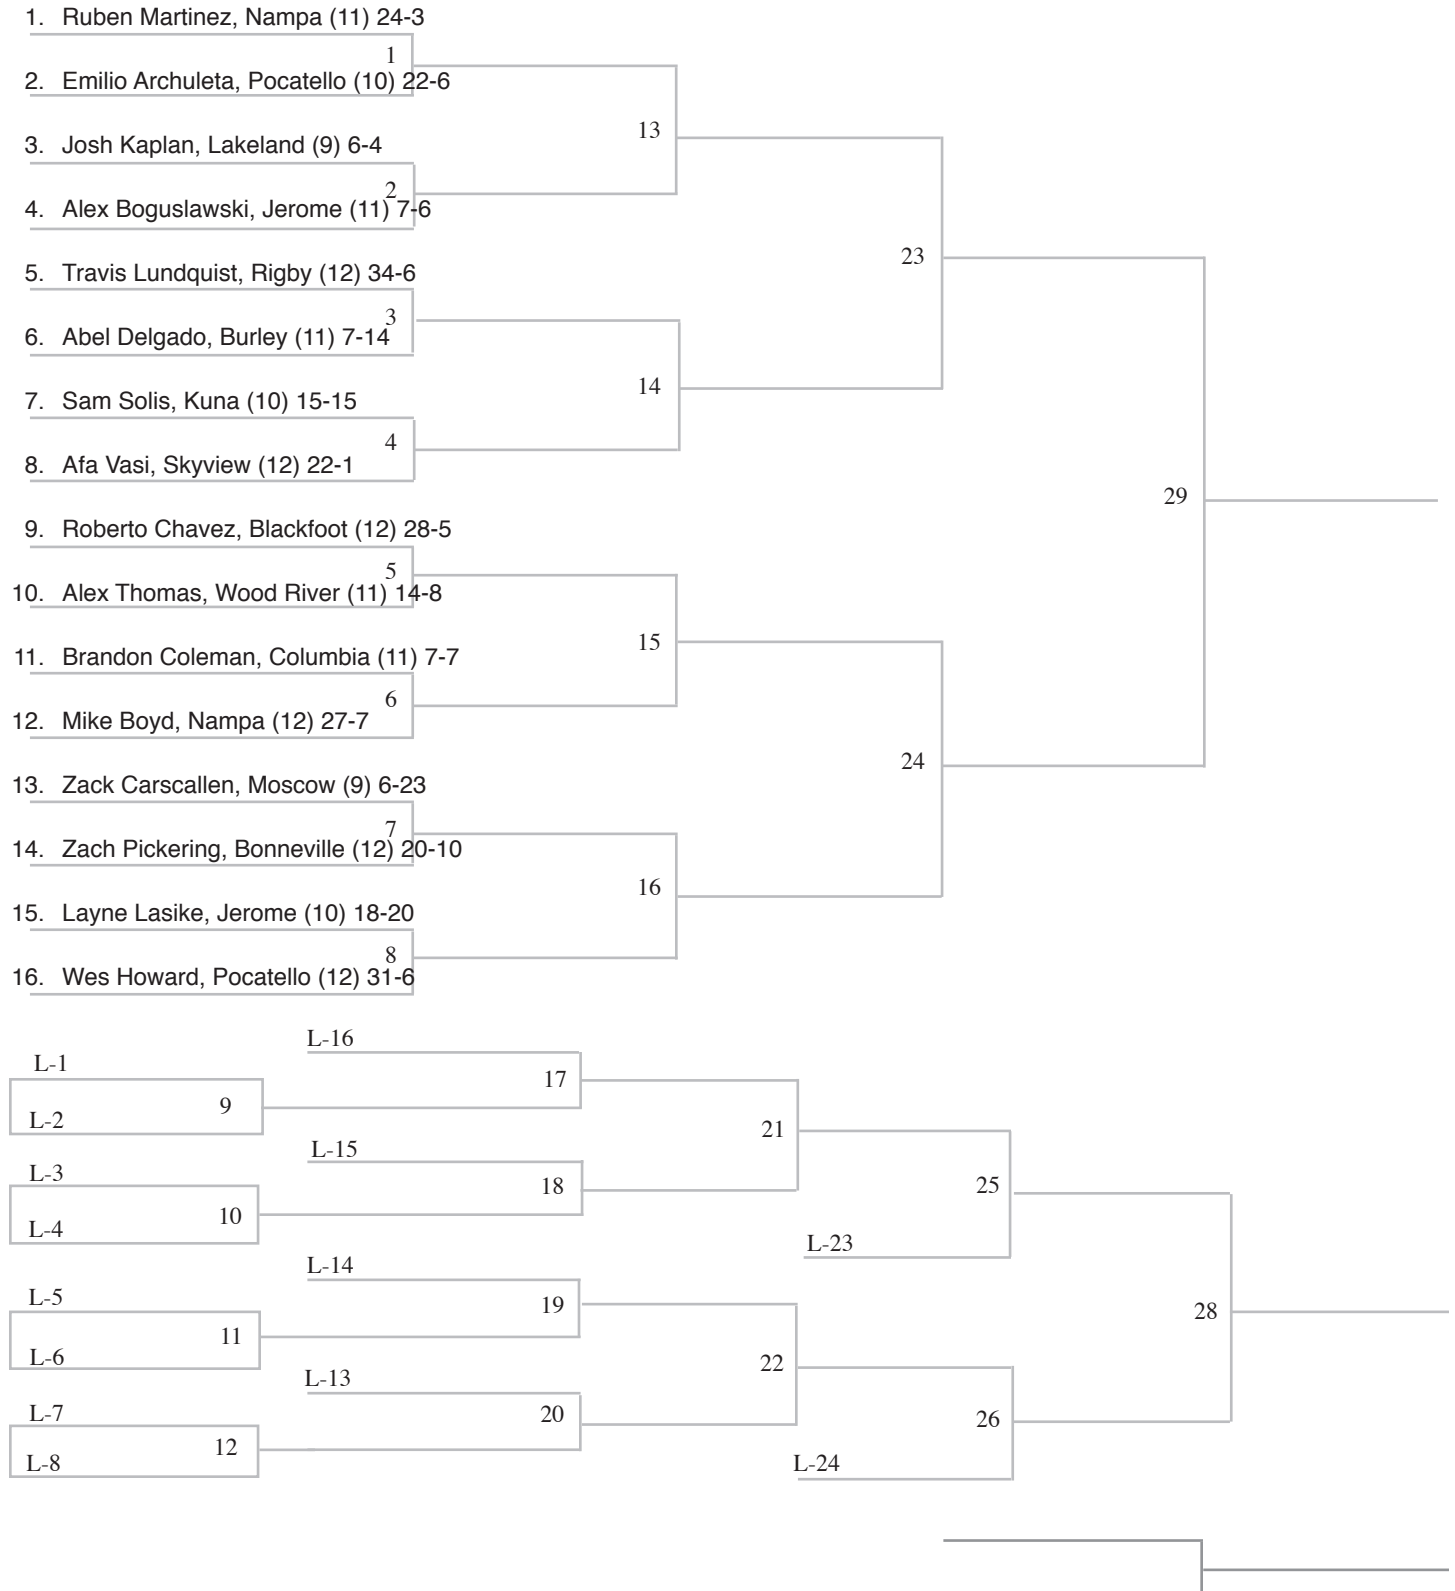 1. Ruben Martinez, Nampa (11) 24-3
1
2. Emilio Archuleta, Pocatello (10) 22-6
13
3. Josh Kaplan, Lakeland (9) 6-4
2
4. Alex Boguslawski, Jerome (11) 7-6
23
5. Travis Lundquist, Rigby (12) 34-6
3
6. Abel Delgado, Burley (11) 7-14
14
7. Sam Solis, Kuna (10) 15-15
4
8. Afa Vasi, Skyview (12) 22-1
29
9. Roberto Chavez, Blackfoot (12) 28-5
5
10. Alex Thomas, Wood River (11) 14-8
15
11. Brandon Coleman, Columbia (11) 7-7
6
12. Mike Boyd, Nampa (12) 27-7
24
13. Zack Carscallen, Moscow (9) 6-23
7
14. Zach Pickering, Bonneville (12) 20-10
16
15. Layne Lasike, Jerome (10) 18-20
8
16. Wes Howard, Pocatello (12) 31-6
L-16
L-1
17
9
L-2
21
L-15
L-3
18
25
10
L-4
L-23
L-14
L-5
19
28
11
L-6
22
L-13
L-7
20
26
12
L-8
L-24